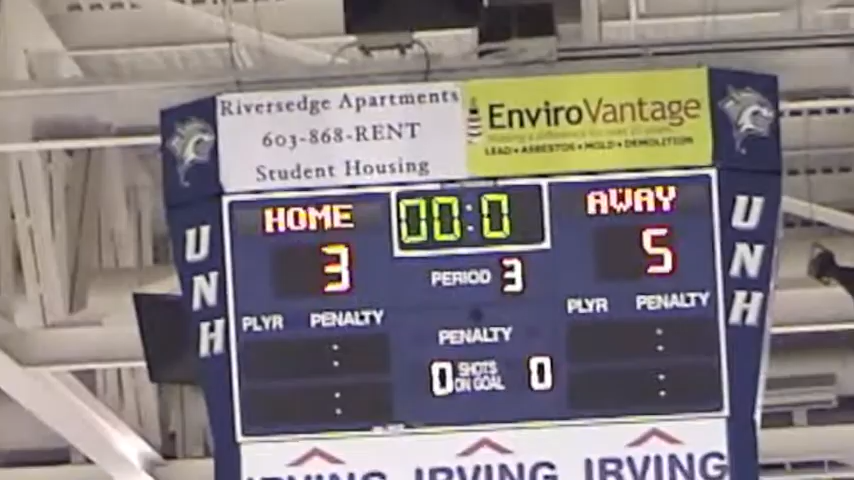 Riversedge Apartments
603-868-RENT
Student Housing
EnviroVantage
LEAD • ASBESTOS • MOLD • DEMOLITION
UNH
UNH
HOME
00:0
AWAY
3
PERIOD 3
5
PLYR PENALTY
PLYR PENALTY
PENALTY
0 SHOTS ON GOAL 0
IRVING IRVING IRVING